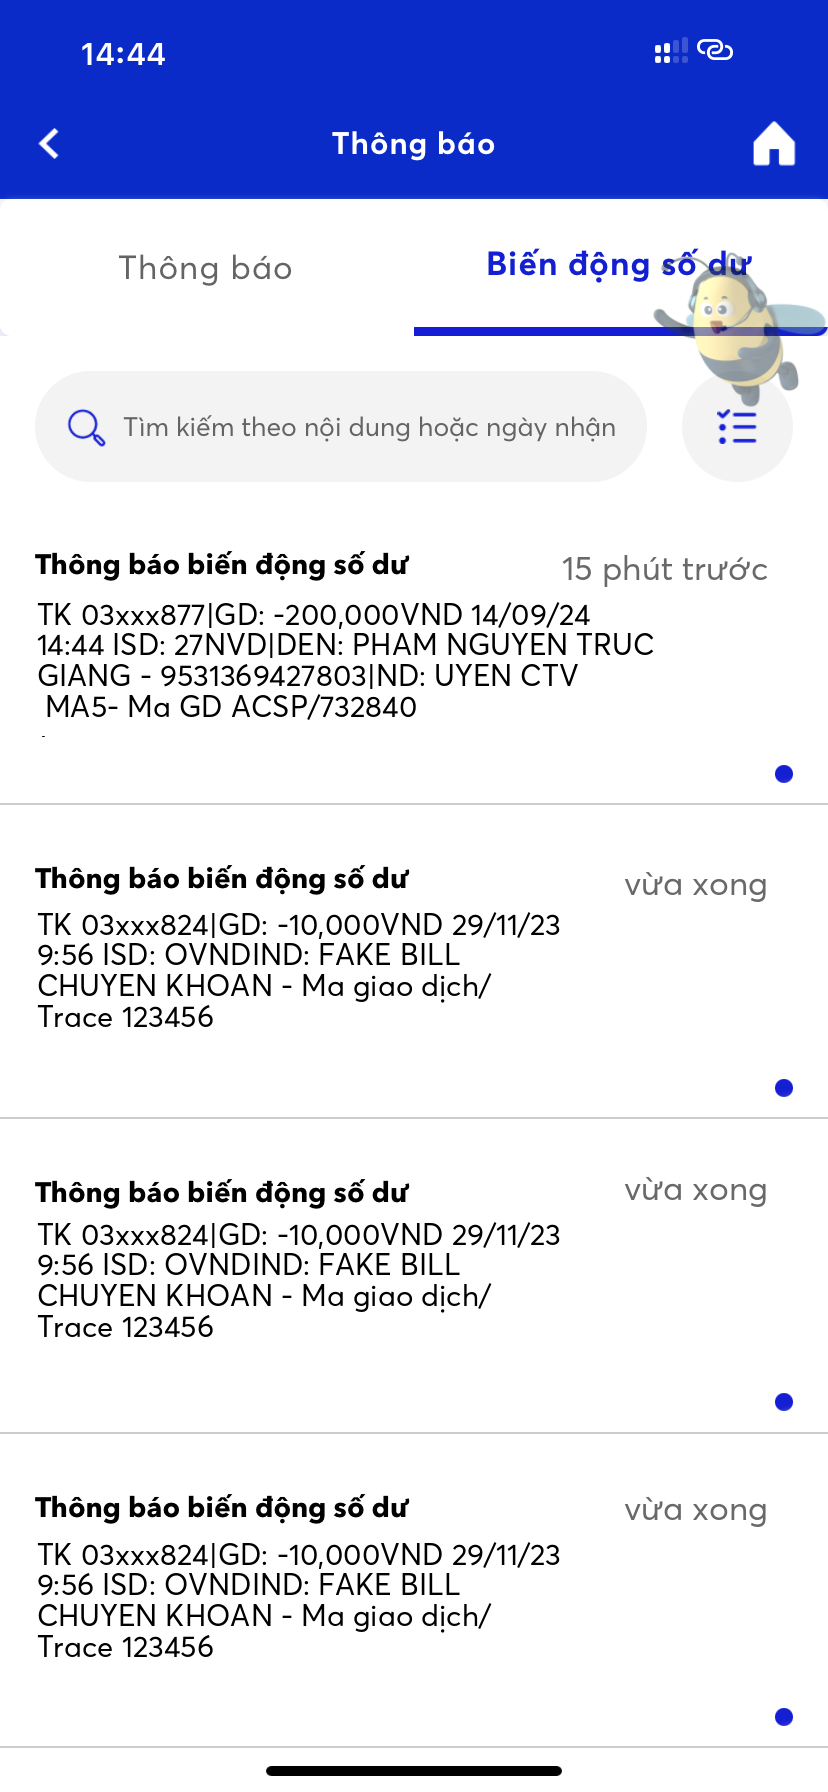 14:44
Thông báo
Thông báo
Biến động số dư
Tìm kiếm theo nội dung hoặc ngày nhận
Thông báo biến động số dư
15 phút trước
TK 03xxx877|GD: -200,000VND 14/09/24
14:44 ISD: 27NVD|DEN: PHAM NGUYEN TRUC
GIANG - 9531369427803|ND: UYEN CTV
MA5- Ma GD ACSP/732840
Thông báo biến động số dư
vừa xong
TK 03xxx824|GD: -10,000VND 29/11/23
9:56 ISD: OVNDIND: FAKE BILL
CHUYEN KHOAN - Ma giao dịch/
Trace 123456
Thông báo biến động số dư
vừa xong
TK 03xxx824|GD: -10,000VND 29/11/23
9:56 ISD: OVNDIND: FAKE BILL
CHUYEN KHOAN - Ma giao dịch/
Trace 123456
Thông báo biến động số dư
vừa xong
TK 03xxx824|GD: -10,000VND 29/11/23
9:56 ISD: OVNDIND: FAKE BILL
CHUYEN KHOAN - Ma giao dịch/
Trace 123456